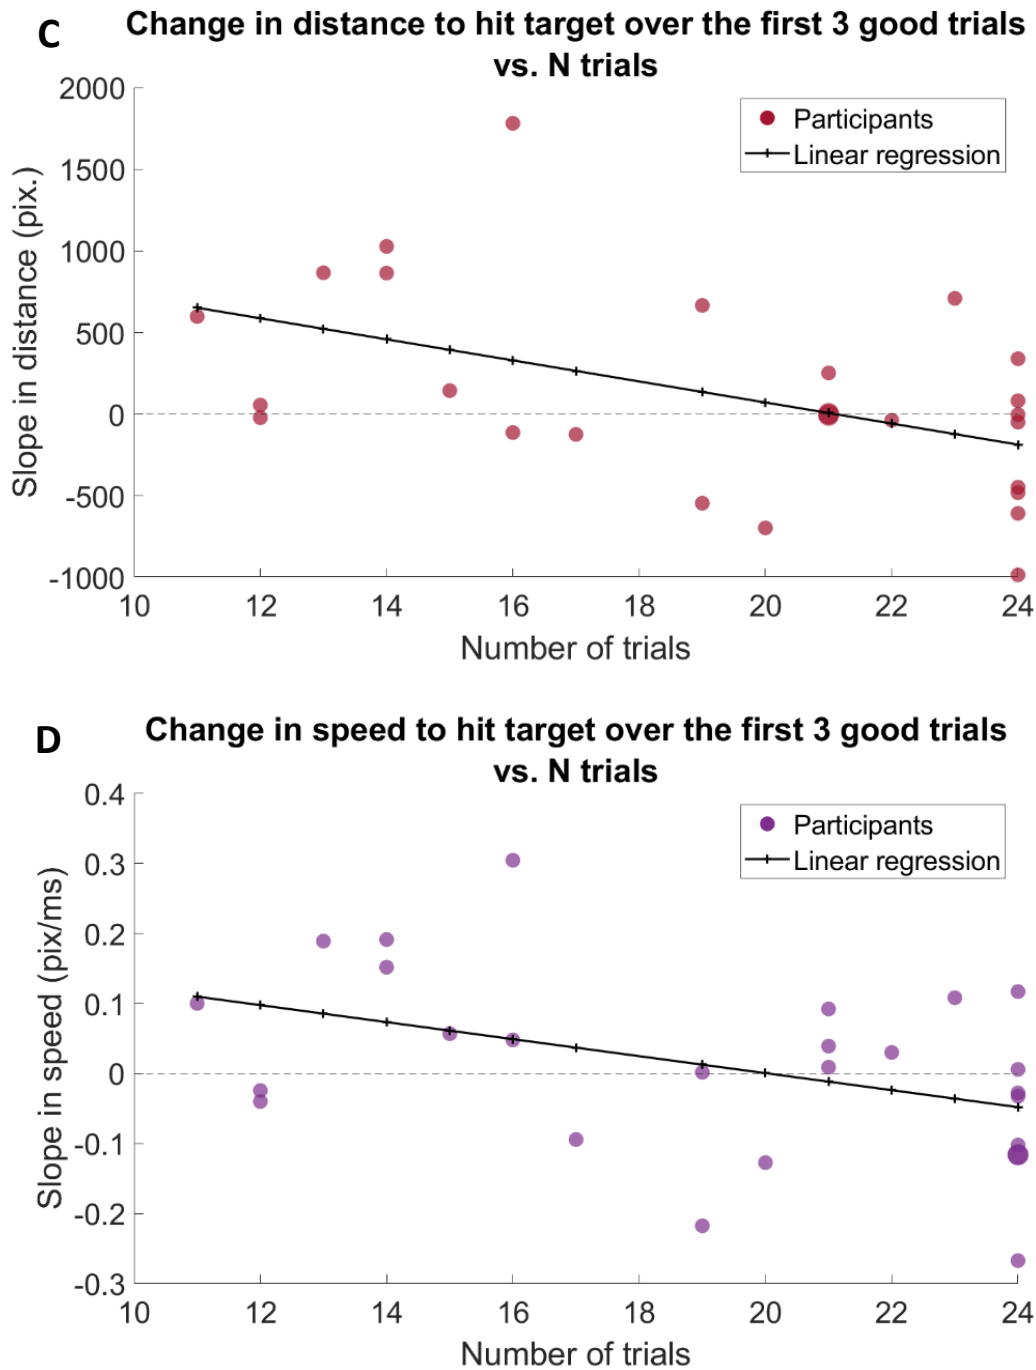 C
Change in distance to hit target over the first 3 good trials
vs. N trials
2000
1500
1000
500
0
-500
-1000
Slope in distance (pix.)
Participants
Linear regression
10 12 14 16 18 20 22 24
Number of trials
D
Change in speed to hit target over the first 3 good trials
vs. N trials
0.4
0.3
0.2
0.1
0
-0.1
-0.2
-0.3
Slope in speed (pix/ms)
Participants
Linear regression
10 12 14 16 18 20 22 24
Number of trials